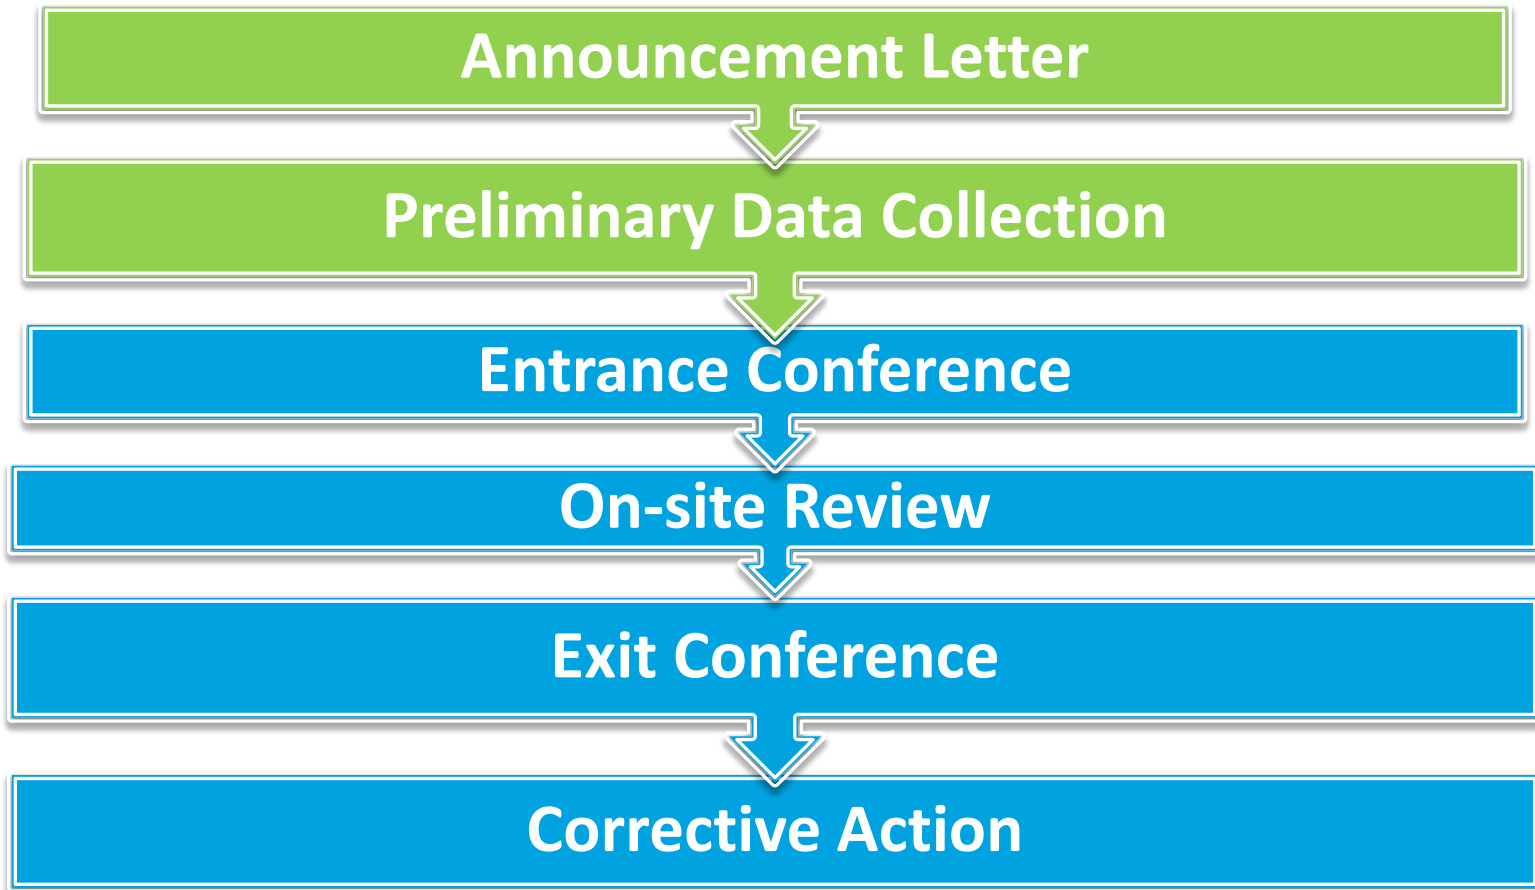 Announcement Letter
Preliminary Data Collection
Entrance Conference
On-site Review
Exit Conference
Corrective Action